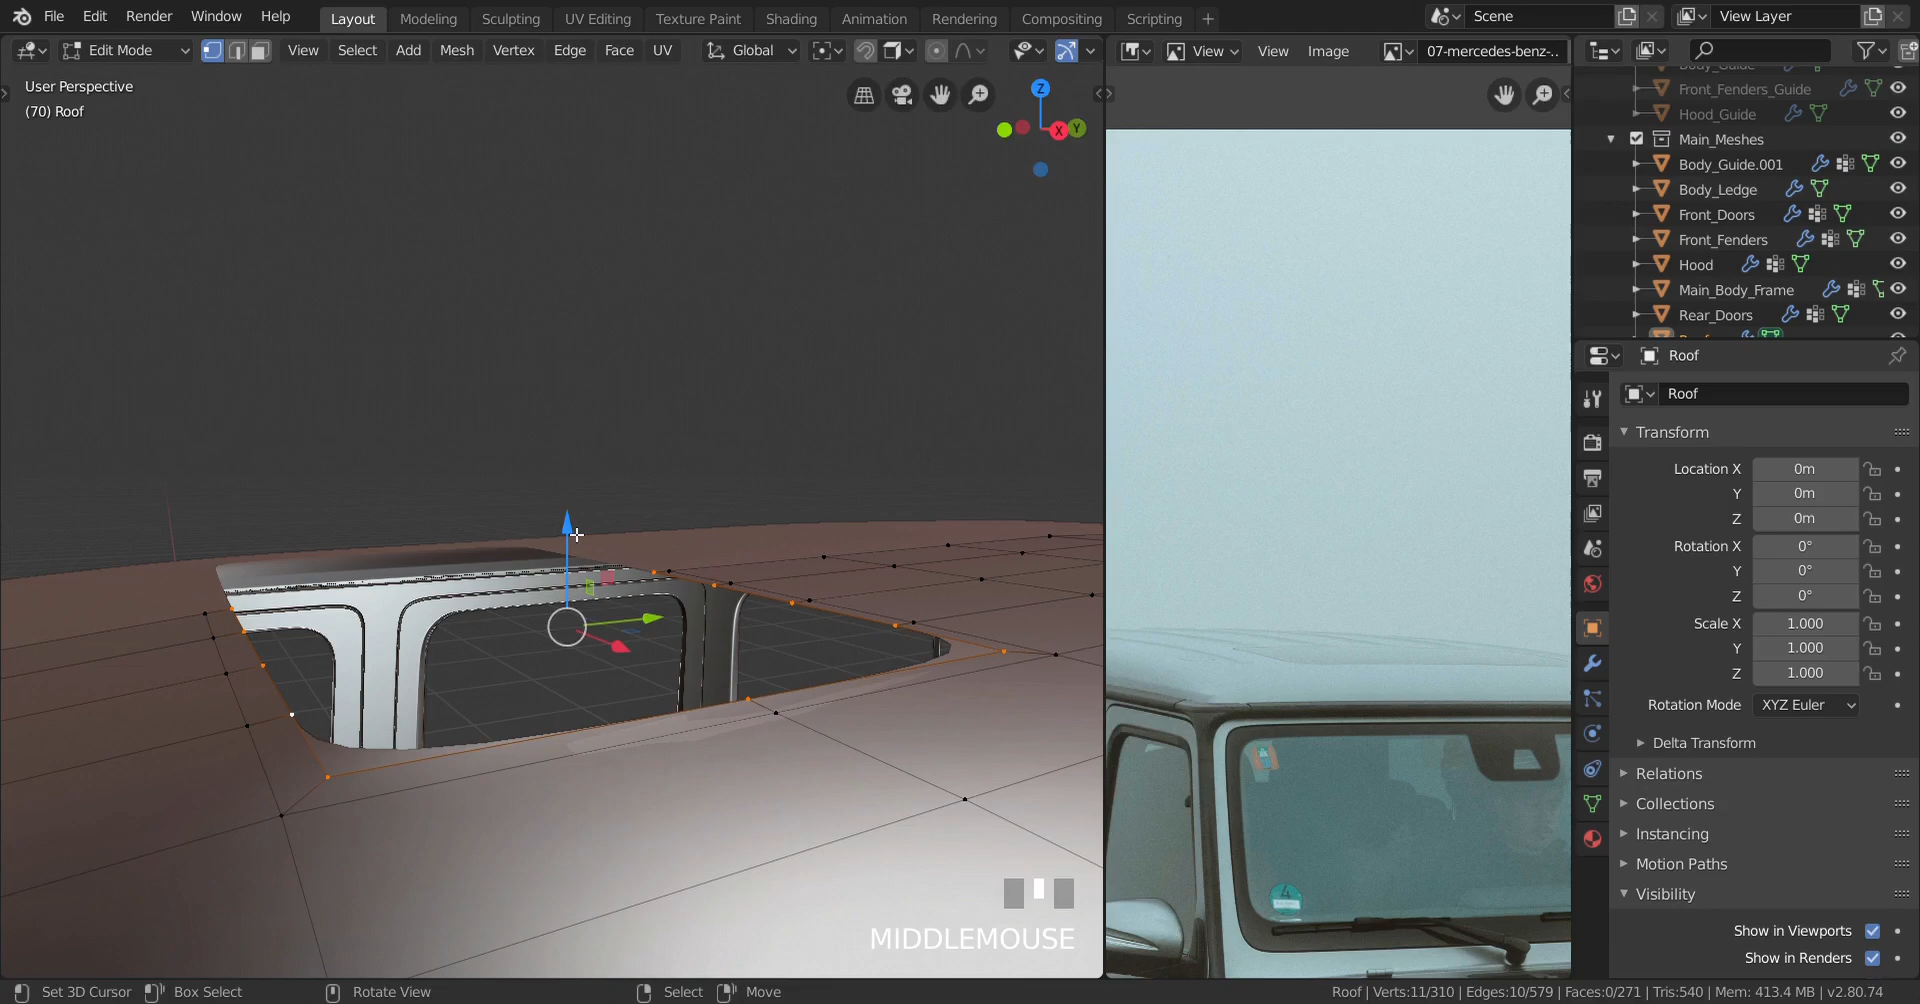 File Edit Render Window Help Layout Modeling Sculpting UV Editing Texture Paint Shading Animation Rendering Compositing Scripting + Scene View Layer
Edit Mode View Select Add Mesh Vertex Edge Face UV Global View View Image 07-mercedes-benz-..
User Perspective
(70) Roof
Z
X
Y
Front_Fenders_Guide
Hood_Guide
Main_Meshes
Body_Guide.001
Body_Ledge
Front_Doors
Front_Fenders
Hood
Main_Body_Frame
Rear_Doors
Roof
Roof
Transform
Location X 0m
Y 0m
Z 0m
Rotation X 0°
Y 0°
Z 0°
Scale X 1.000
Y 1.000
Z 1.000
Rotation Mode XYZ Euler
Delta Transform
Relations
Collections
Instancing
Motion Paths
Visibility
Show in Viewports
Show in Renders
MIDDLEMOUSE
Set 3D Cursor Box Select Rotate View Select Move Roof | Verts:11/310 | Edges:10/579 | Faces:0/271 | Tris:540 | Mem: 413.4 MB | v2.80.74